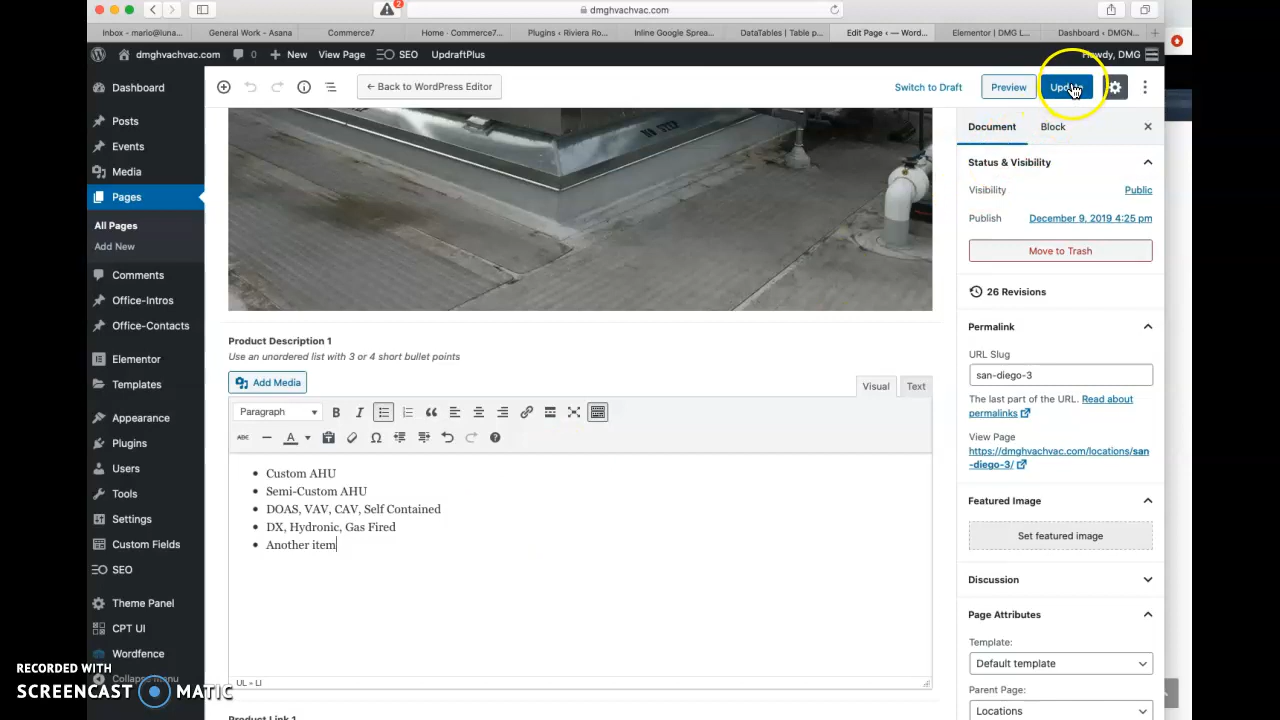 2
dmghvachvac.com
Inbox - mario@luna...
General Work - Asana
Commerce7
Home · Commerce7...
Plugins ‹ Riviera Ro...
Inline Google Sprea...
DataTables | Table p...
Edit Page ‹ — Word...
Elementor | DMG L...
Dashboard ‹ DMGN...
dmghvachvac.com
0
New
View Page
SEO
UpdraftPlus
Howdy, DMG
← Back to WordPress Editor
Switch to Draft
Preview
Dashboard
Posts
Events
Media
Pages
All Pages
Add New
Comments
Office-Intros
Office-Contacts
Elementor
Templates
Appearance
Plugins
Users
Tools
Settings
Custom Fields
SEO
Theme Panel
CPT UI
Wordfence
Collapse menu
Product Description 1
Use an unordered list with 3 or 4 short bullet points
Add Media
Visual
Text
Paragraph
B
I
ABC
A
• Custom AHU
• Semi-Custom AHU
• DOAS, VAV, CAV, Self Contained
• DX, Hydronic, Gas Fired
• Another item
UL » LI
Product Link 1
Document
Block
Status & Visibility
Visibility
Public
Publish
December 9, 2019 4:25 pm
Move to Trash
26 Revisions
Permalink
URL Slug
san-diego-3
The last part of the URL. Read about
permalinks
View Page
https://dmghvachvac.com/locations/san
-diego-3/
Featured Image
Set featured image
Discussion
Page Attributes
Template:
Default template
Parent Page:
Locations
RECORDED WITH
SCREENCAST MATIC